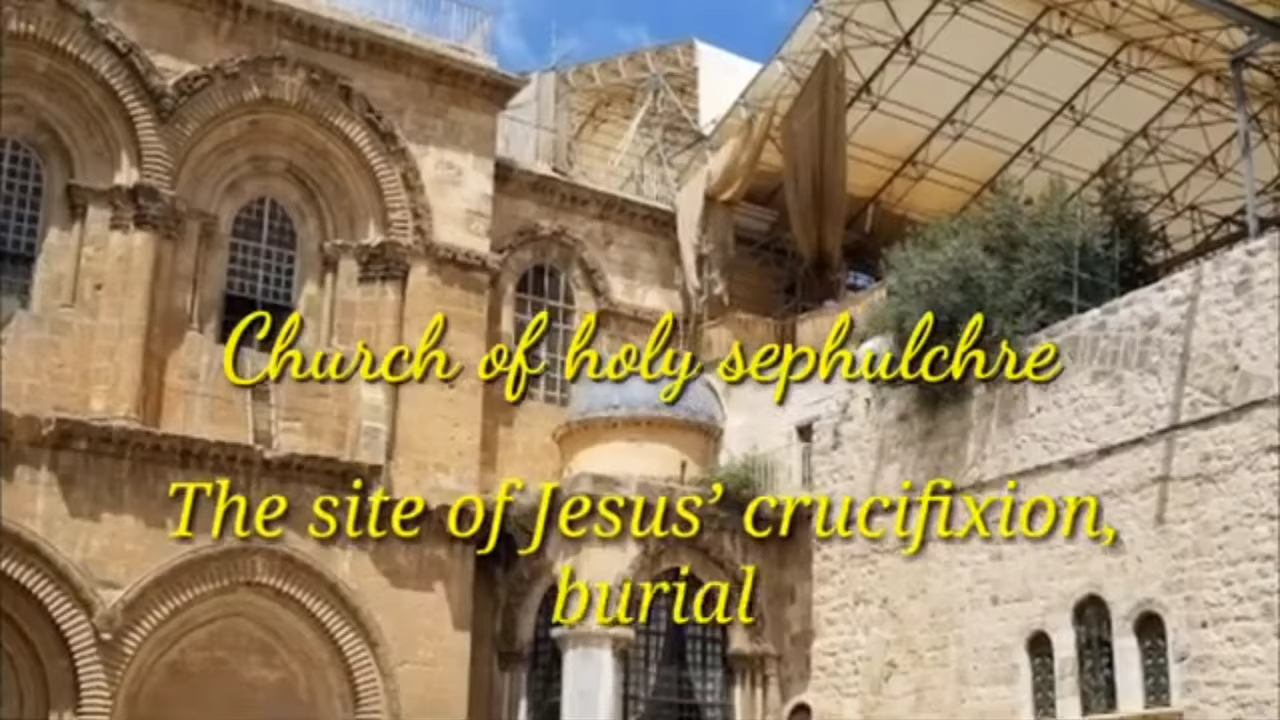 Church of holy sephulchre
The site of Jesus’ crucifixion,
burial